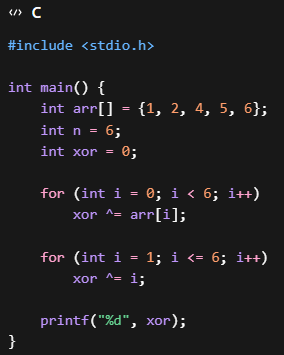 </> C
#include <stdio.h>
int main() {
    int arr[] = {1, 2, 4, 5, 6};
    int n = 6;
    int xor = 0;
    for (int i = 0; i < 6; i++)
        xor ^= arr[i];
    for (int i = 1; i <= 6; i++)
        xor ^= i;
    printf("%d", xor);
}